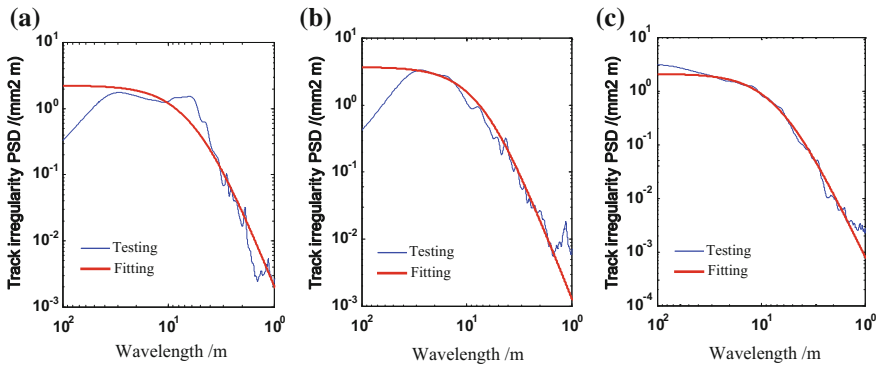 (a)
Track irregularity PSD /(mm2 m)
10^1
10^0
10^-1
10^-2
10^-3
Testing
Fitting
10^2
10^1
10^0
Wavelength /m
(b)
Track irregularity PSD /(mm2 m)
10^1
10^0
10^-1
10^-2
10^-3
Testing
Fitting
10^2
10^1
10^0
Wavelength /m
(c)
Track irregularity PSD /(mm2 m)
10^1
10^0
10^-1
10^-2
10^-3
10^-4
Testing
Fitting
10^2
10^1
10^0
Wavelength /m